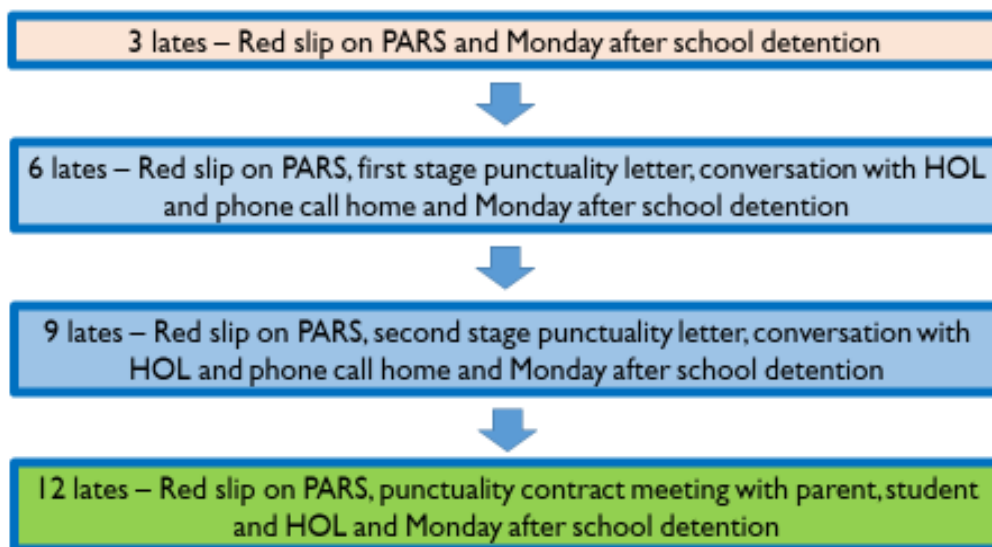 3 lates – Red slip on PARS and Monday after school detention
6 lates – Red slip on PARS, first stage punctuality letter, conversation with HOL
and phone call home and Monday after school detention
9 lates – Red slip on PARS, second stage punctuality letter, conversation with
HOL and phone call home and Monday after school detention
12 lates – Red slip on PARS, punctuality contract meeting with parent, student
and HOL and Monday after school detention